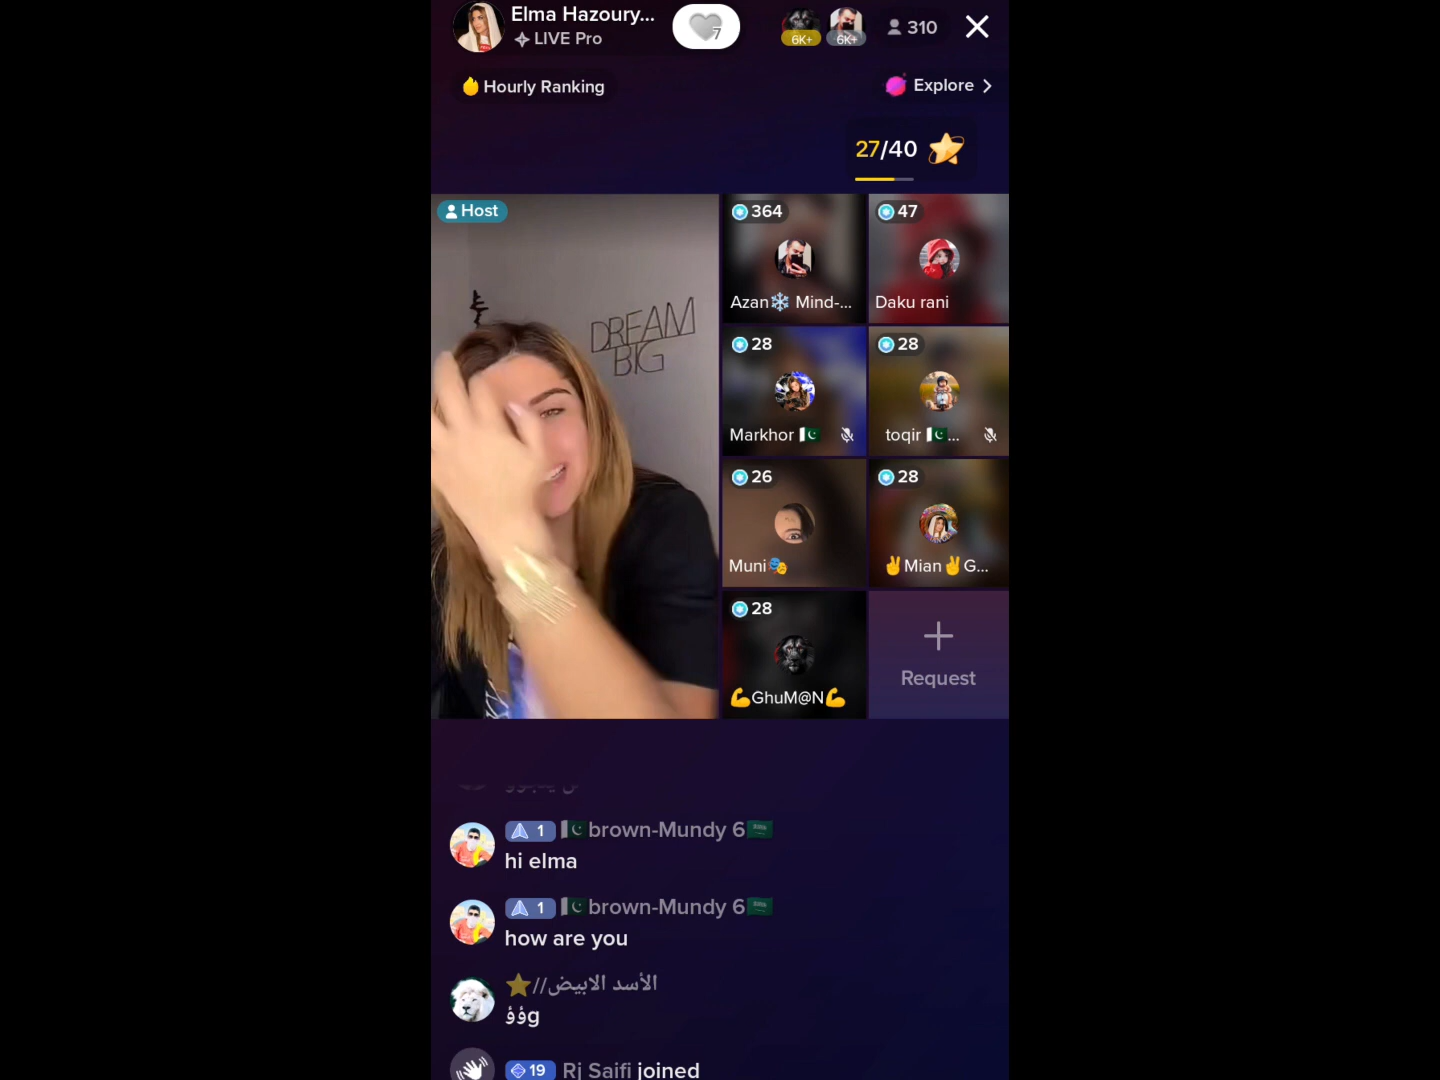 Elma Hazoury...
LIVE Pro
7
6K+
6K+
310
Hourly Ranking
Explore
27/40
Host
DREAM
BIG
364
Azan❄️ Mind-...
47
Daku rani
28
Markhor 🇵🇰
28
toqir 🇵🇰...
26
Muni🎭
28
✌️Mian✌️G...
28
💪GhuM@N💪
Request
1 🇵🇰brown-Mundy 6🇸🇦
hi elma
1 🇵🇰brown-Mundy 6🇸🇦
how are you
⭐//الأسد الابيض
ؤؤg
19 Rj Saifi joined